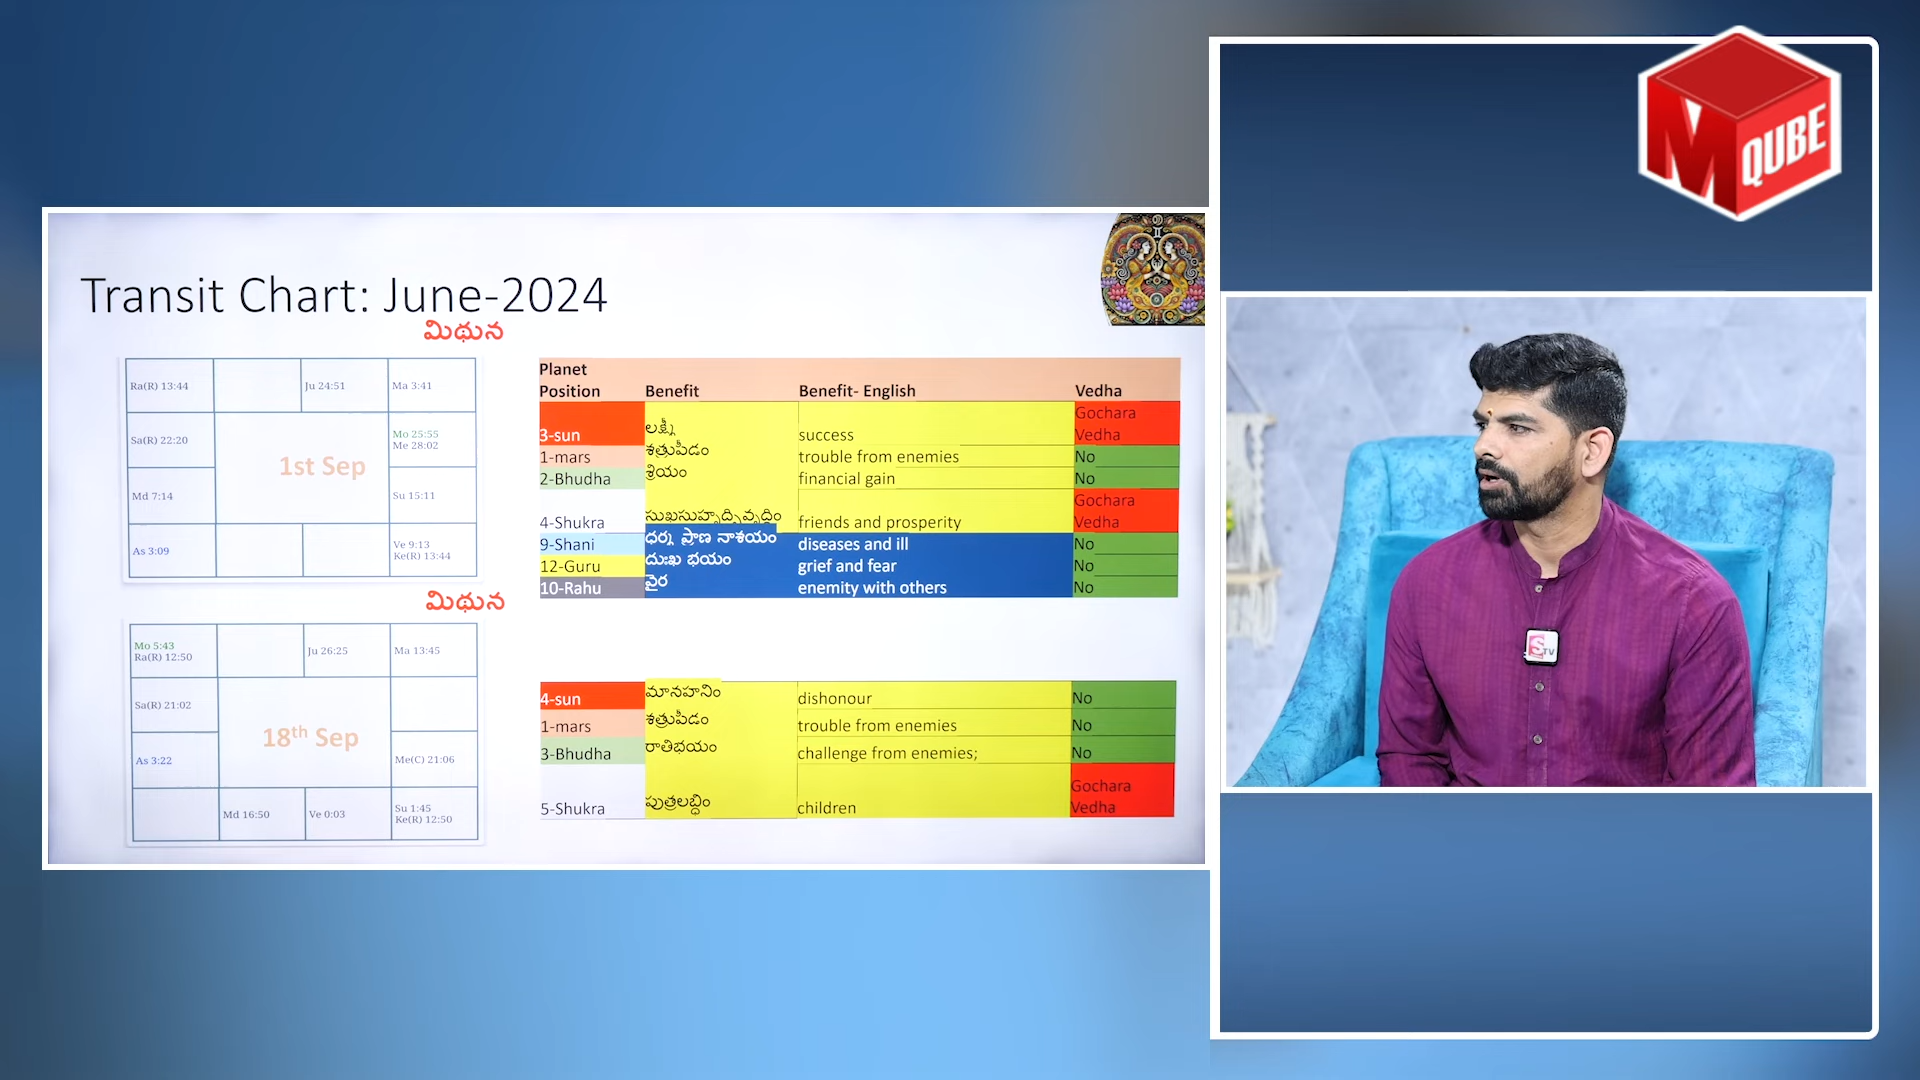 M QUBE
Transit Chart: June-2024
మిథున
Ra(R) 13:44
Ju 24:51
Ma 3:41
Sa(R) 22:20
Mo 25:55
Me 28:02
1st Sep
Md 7:14
Su 15:11
As 3:09
Ve 9:13
Ke(R) 13:44
Planet Position Benefit Benefit- English Vedha
3-sun లక్ష్మీ success Gochara Vedha
1-mars శత్రుపీడం trouble from enemies No
2-Bhudha శ్రియం financial gain No
4-Shukra friends and prosperity Gochara Vedha
9-Shani ధర్మ ప్రాణ నాశయం diseases and ill No
12-Guru దుఃఖ భయం grief and fear No
10-Rahu వైర enemity with others No
మిథున
Mo 5:43
Ra(R) 12:50
Ju 26:25
Ma 13:45
Sa(R) 21:02
18th Sep
As 3:22
Me(C) 21:06
Md 16:50
Ve 0:03
Su 1:45
Ke(R) 12:50
4-sun మానహనిం dishonour No
1-mars శత్రుపీడం trouble from enemies No
3-Bhudha రాతిభయం challenge from enemies; No
5-Shukra పుత్రలబ్ధిం children Gochara Vedha
S TV